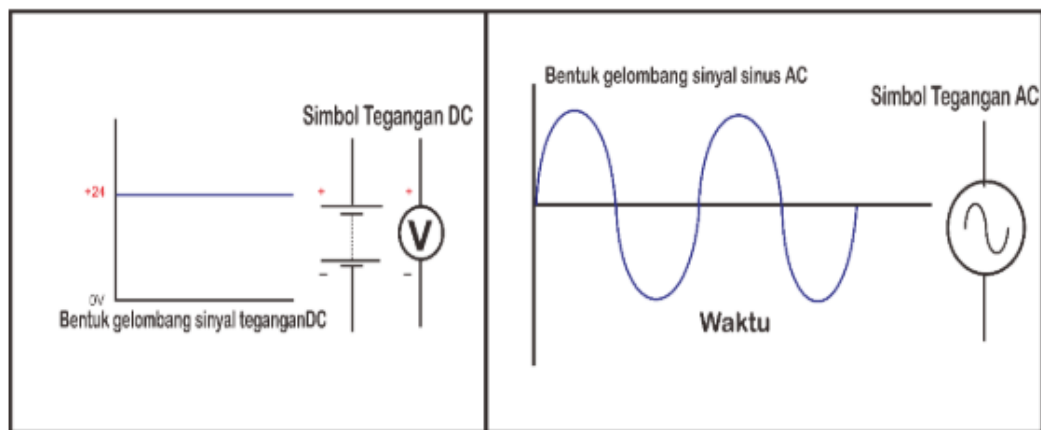 Simbol Tegangan DC
+24
+
+
V
–
–
0V
Bentuk gelombang sinyal teganganDC
Bentuk gelombang sinyal sinus AC
Simbol Tegangan AC
Waktu